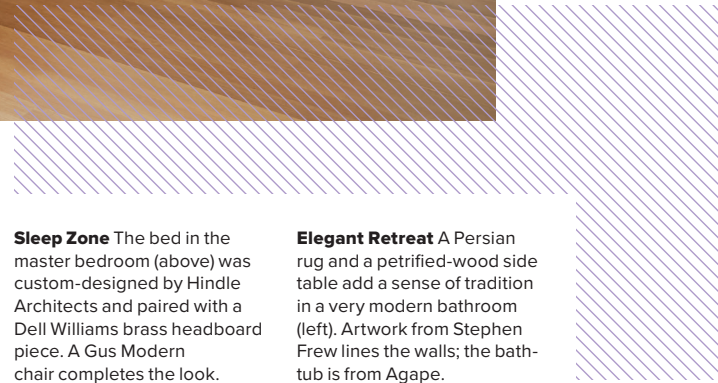 Sleep Zone The bed in the
master bedroom (above) was
custom-designed by Hindle
Architects and paired with a
Dell Williams brass headboard
piece. A Gus Modern
chair completes the look.
Elegant Retreat A Persian
rug and a petrified-wood side
table add a sense of tradition
in a very modern bathroom
(left). Artwork from Stephen
Frew lines the walls; the bath-
tub is from Agape.